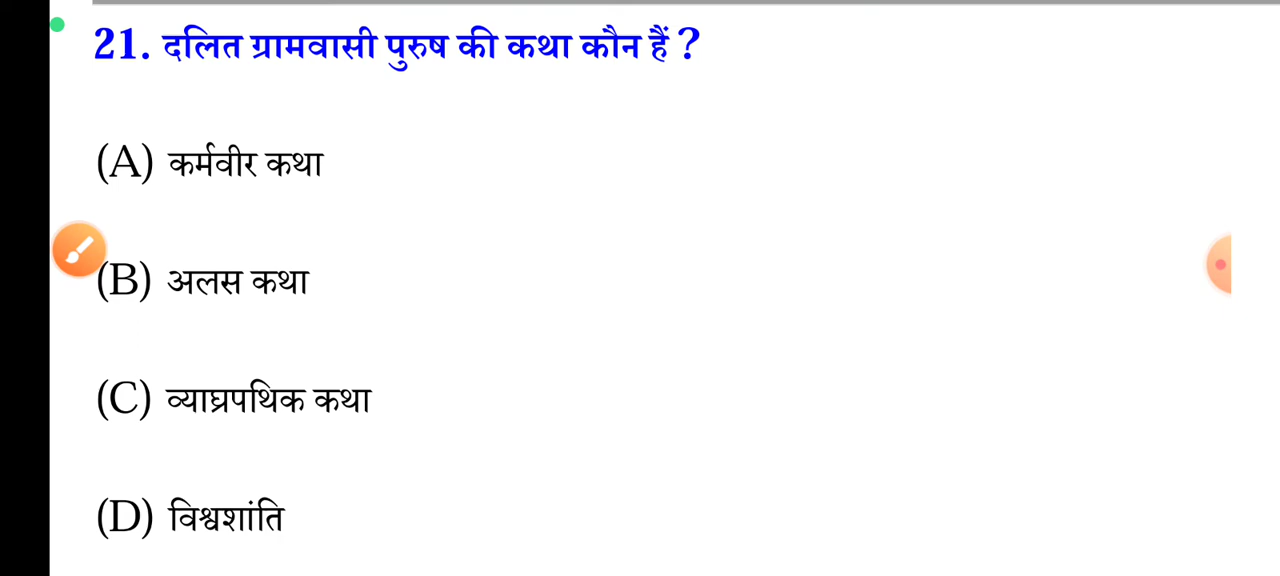 21. दलित ग्रामवासी पुरुष की कथा कौन हैं ?
(A) कर्मवीर कथा
(B) अलस कथा
(C) व्याघ्रपथिक कथा
(D) विश्वशांति